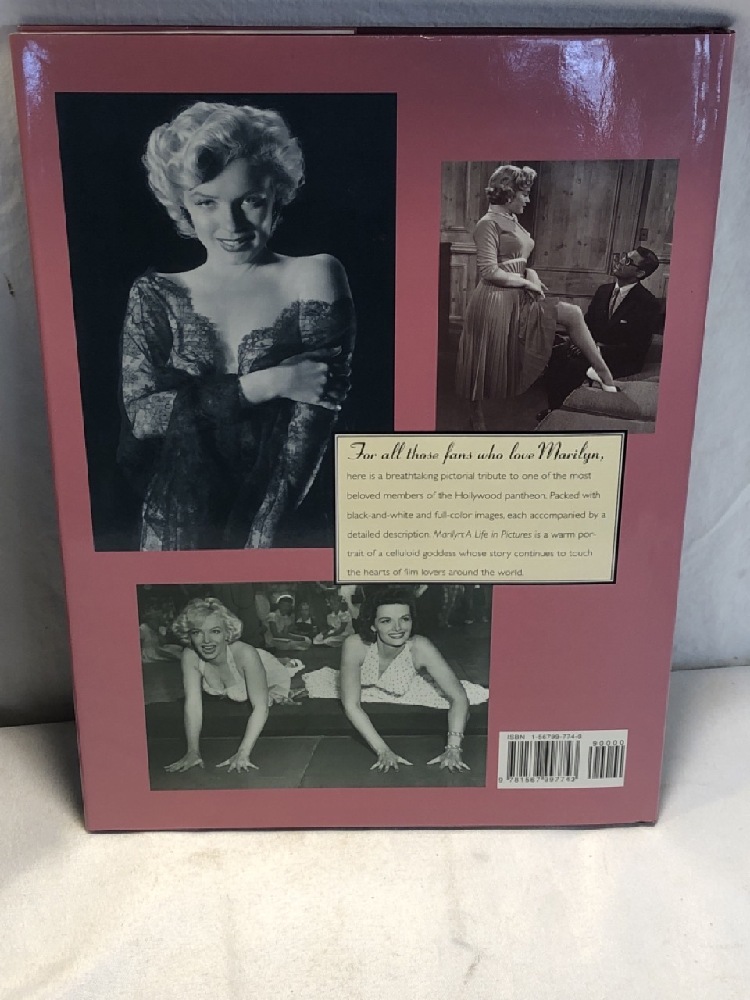 For all those fans who love Marilyn,
here is a breathtaking pictorial tribute to one of the most
beloved members of the Hollywood pantheon. Packed with
black-and-white and full-color images, each accompanied by a
detailed description. Marilyn: A Life in Pictures is a warm por-
trait of a celluloid goddess whose story continues to touch
the hearts of film lovers around the world.
ISBN 1-56799-774-8
90000
9 781567 997743